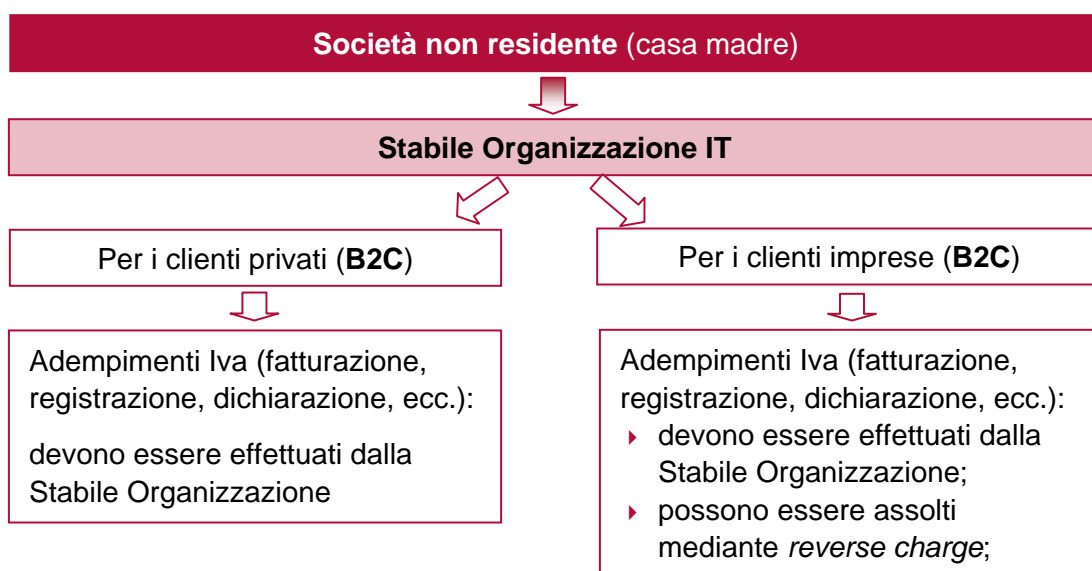 Società non residente (casa madre)
Stabile Organizzazione IT
Per i clienti privati (B2C)
Per i clienti imprese (B2C)
Adempimenti Iva (fatturazione,
registrazione, dichiarazione, ecc.):
devono essere effettuati dalla
Stabile Organizzazione
Adempimenti Iva (fatturazione,
registrazione, dichiarazione, ecc.):
devono essere effettuati dalla
Stabile Organizzazione;
possono essere assolti
mediante reverse charge;